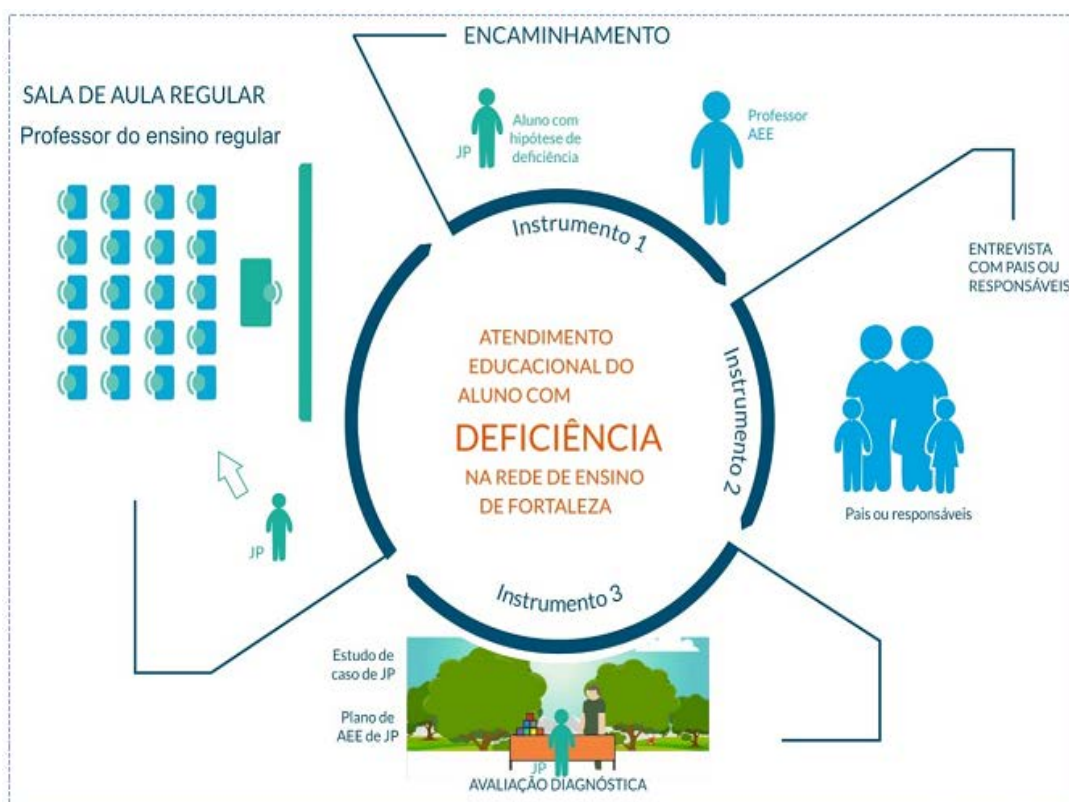 ENCAMINHAMENTO
SALA DE AULA REGULAR
Professor do ensino regular
JP
Aluno com
hipótese de
deficiência
Professor
AEE
Instrumento 1
ENTREVISTA
COM PAIS OU
RESPONSÁVEIS
Instrumento 2
Pais ou responsáveis
ATENDIMENTO
EDUCACIONAL DO
ALUNO COM
DEFICIÊNCIA
NA REDE DE ENSINO
DE FORTALEZA
JP
Instrumento 3
Estudo de
caso de JP
Plano de
AEE de JP
JP
AVALIAÇÃO DIAGNÓSTICA